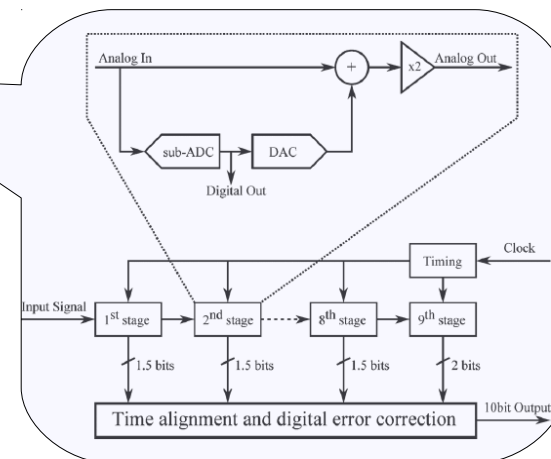 Analog In
+
x2
Analog Out
sub-ADC
DAC
Digital Out
Timing
Clock
Input Signal
1st stage
2nd stage
8th stage
9th stage
1.5 bits
1.5 bits
1.5 bits
2 bits
Time alignment and digital error correction
10bit Output